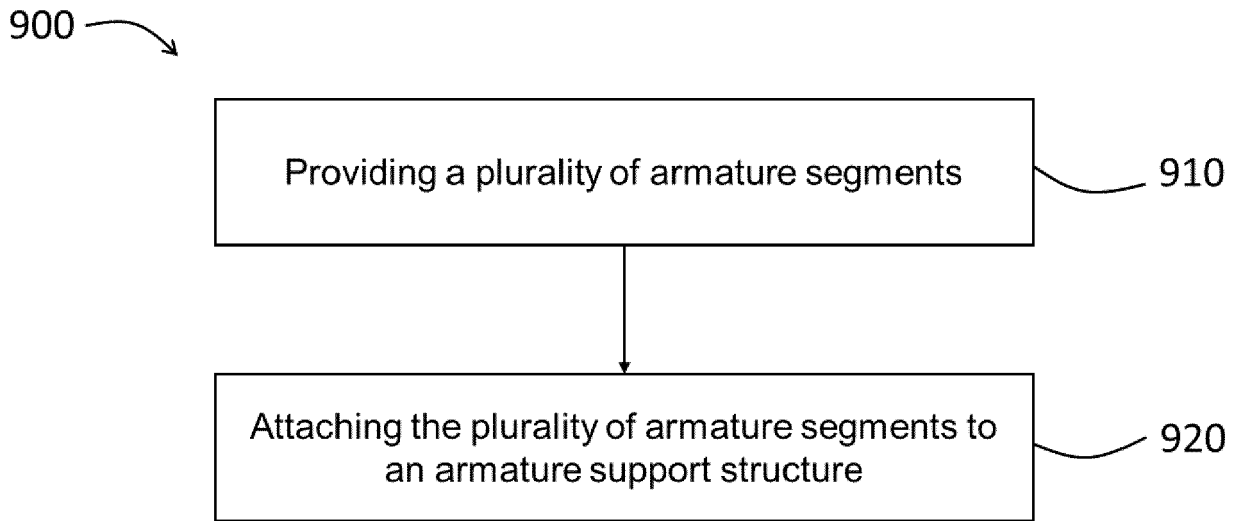 900
Providing a plurality of armature segments
910
Attaching the plurality of armature segments to
an armature support structure
920